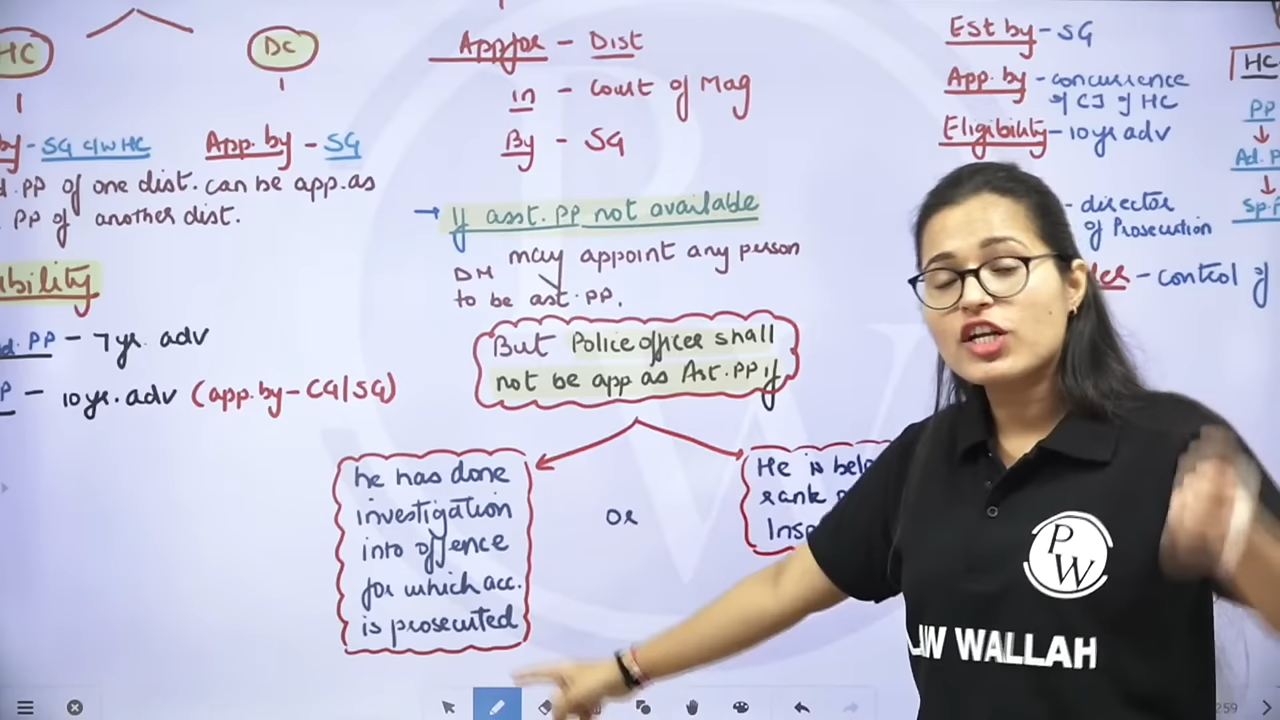 HC
DC
by - SG c/w HC
App. by - SG
d. PP of one dist. can be app. as
PP of another dist.
ibility
d. PP - 7 yr. adv
P - 10 yr. adv (app. by - CG/SG)
App for - Dist
in - Court of Mag
By - SG
→ If asst. PP not available
DM may appoint any person
to be ast. PP.
But Police officer shall
not be app as Ast. PP if
he has done
investigation
into offence
for which acc.
is prosecuted
or
He is belo
rank o
Insp
Est by - SG
App. by - concurrence
of CJ of HC
Eligibility - 10 yr adv
- director
of Prosecution
der - control of
HC
PP
↓
Ad. P
↓
Sp. P
PW
LAW WALLAH
259